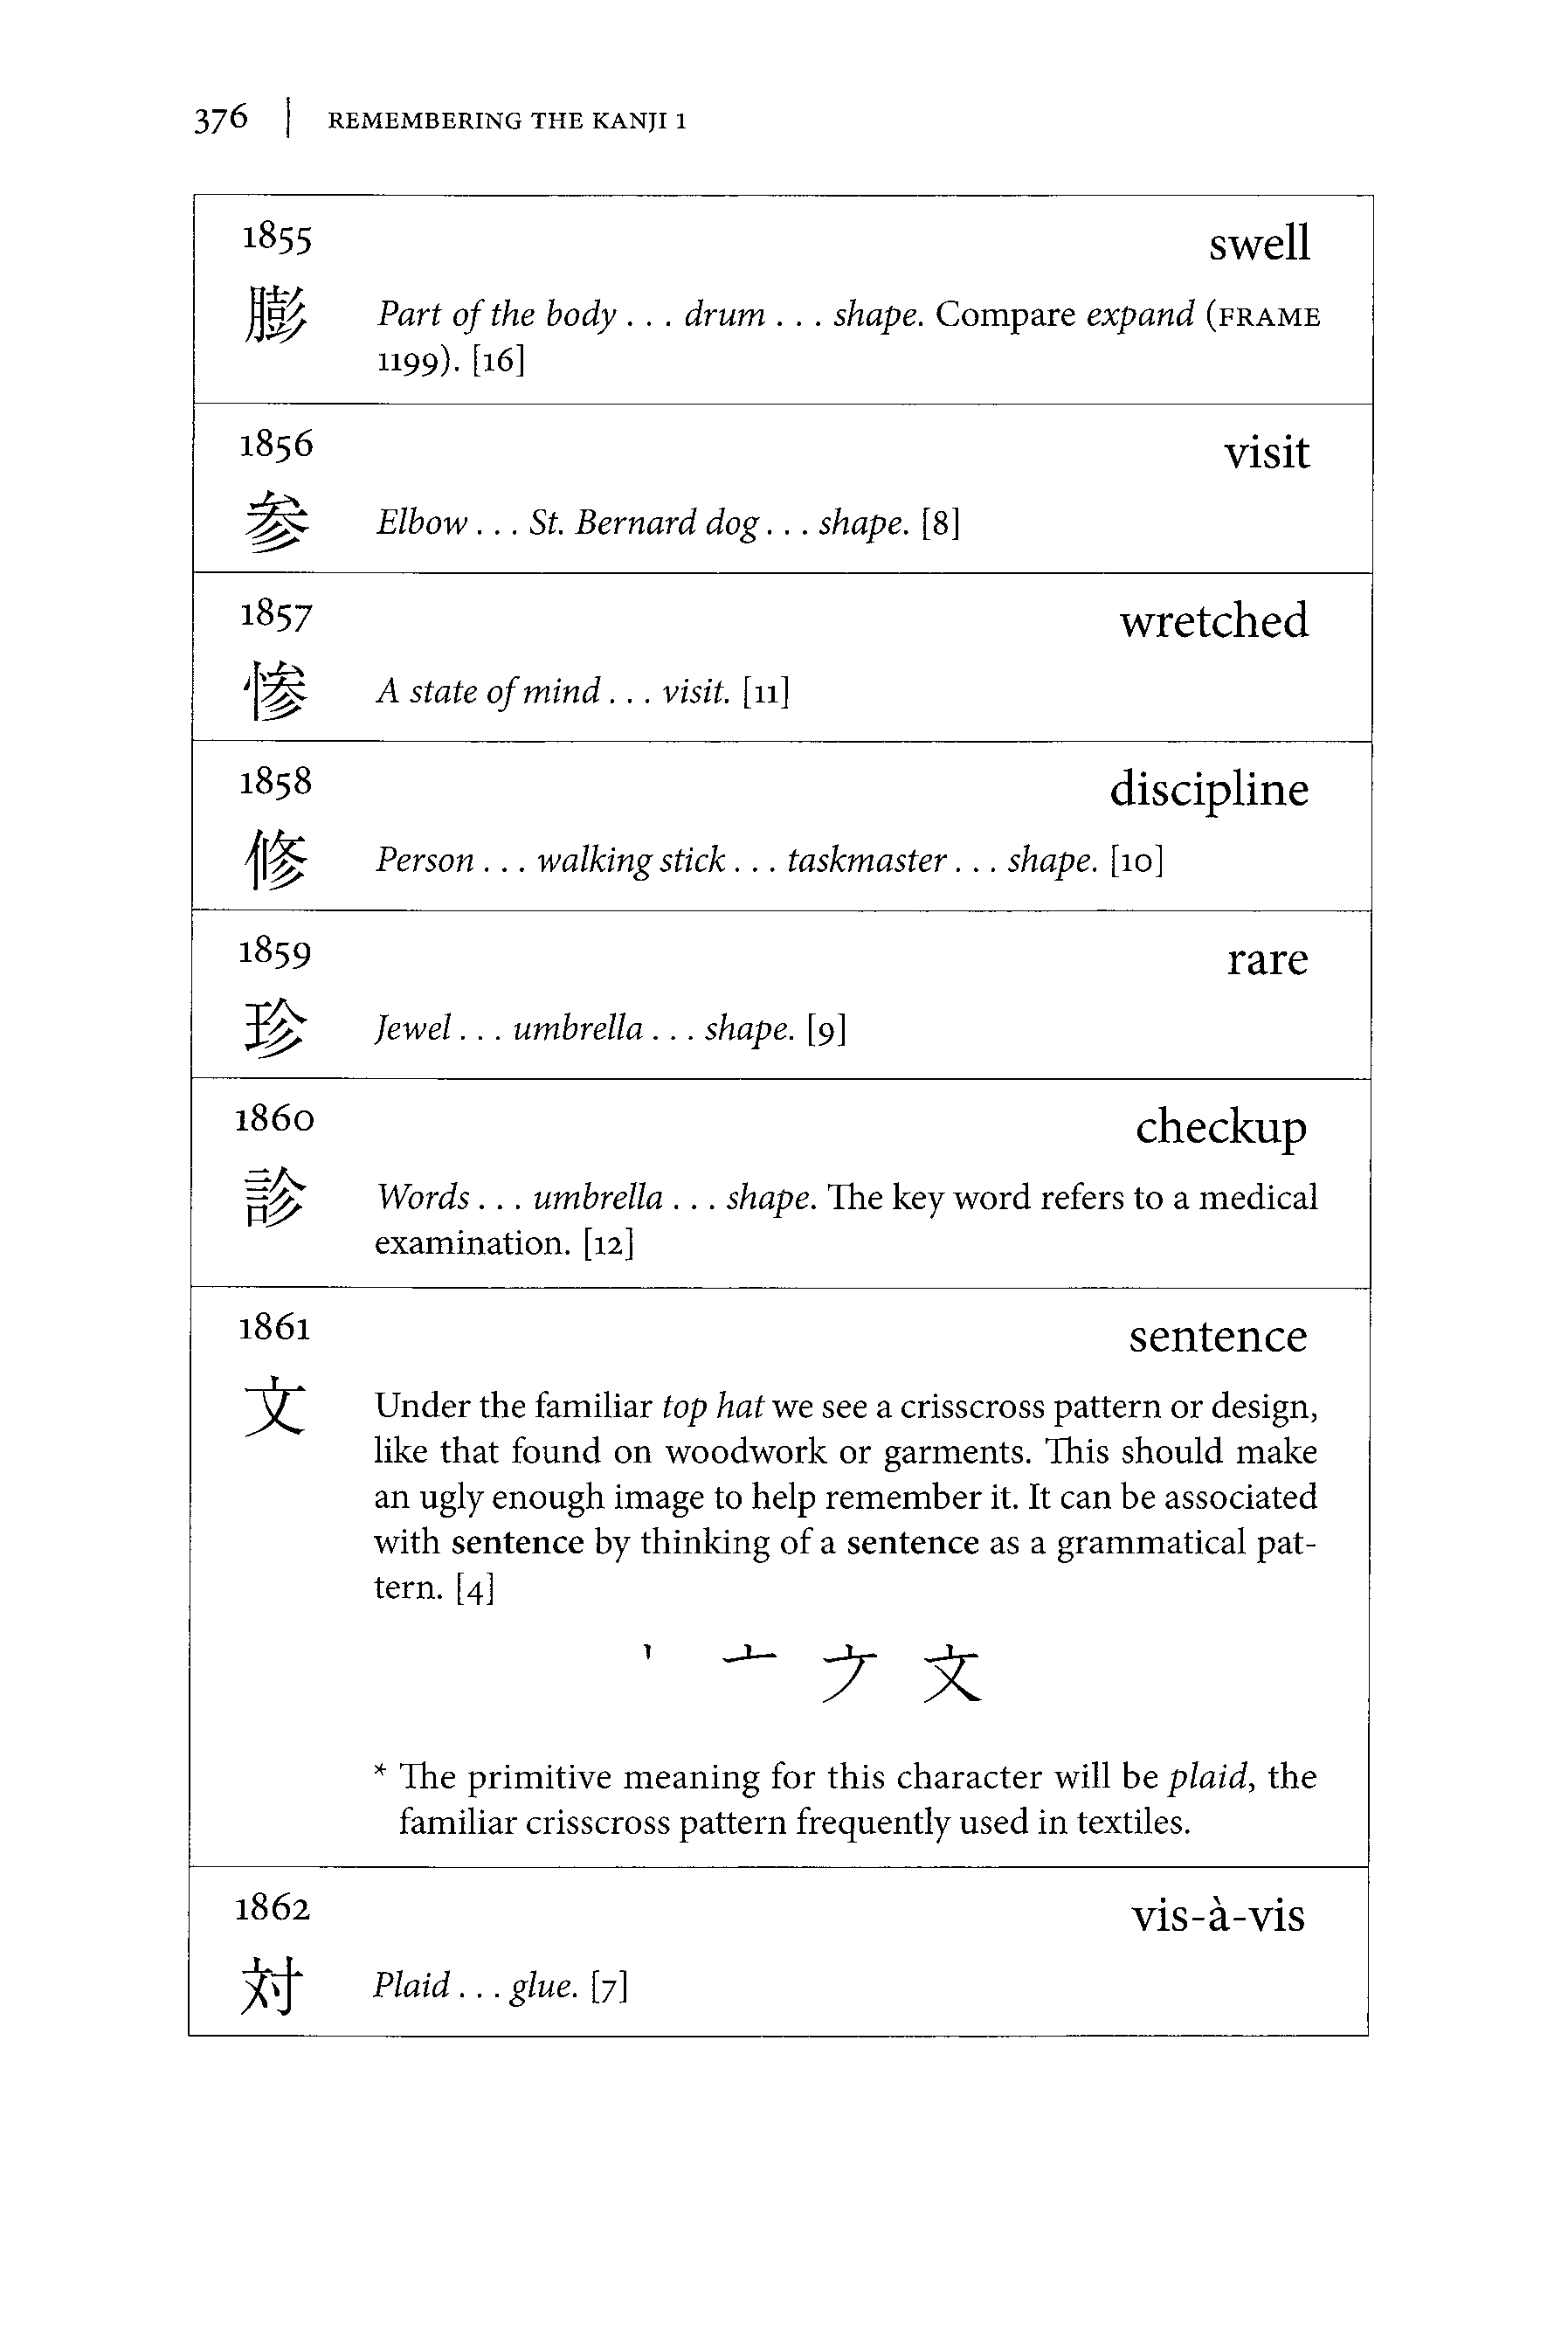 376 | REMEMBERING THE KANJI 1
1855 swell
膨 Part of the body . . . drum . . . shape. Compare expand (FRAME
1199). [16]
1856 visit
参 Elbow . . . St. Bernard dog . . . shape. [8]
1857 wretched
惨 A state of mind . . . visit. [11]
1858 discipline
修 Person . . . walking stick . . . taskmaster . . . shape. [10]
1859 rare
珍 Jewel . . . umbrella . . . shape. [9]
1860 checkup
診 Words . . . umbrella . . . shape. The key word refers to a medical
examination. [12]
1861 sentence
文 Under the familiar top hat we see a crisscross pattern or design,
like that found on woodwork or garments. This should make
an ugly enough image to help remember it. It can be associated
with sentence by thinking of a sentence as a grammatical pat-
tern. [4]
丶 亠 ナ 文
* The primitive meaning for this character will be plaid, the
familiar crisscross pattern frequently used in textiles.
1862 vis-à-vis
対 Plaid . . . glue. [7]